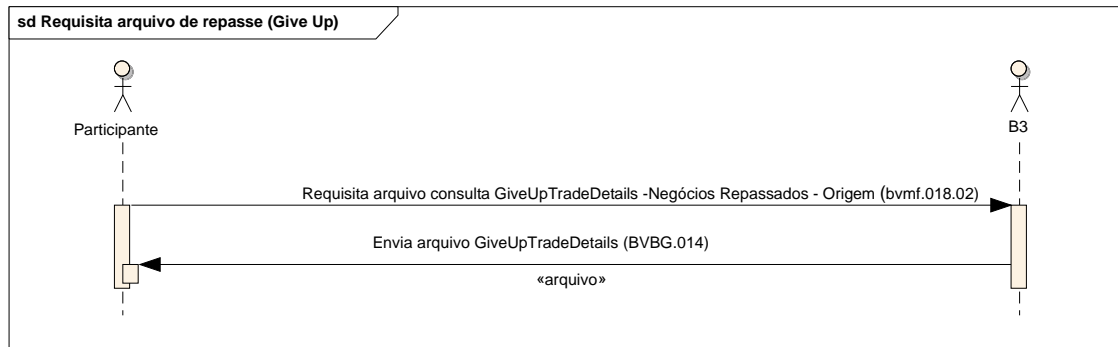 sd Requisita arquivo de repasse (Give Up)
Participante
B3
Requisita arquivo consulta GiveUpTradeDetails -Negócios Repassados - Origem (bvmf.018.02)
Envia arquivo GiveUpTradeDetails (BVBG.014)
«arquivo»